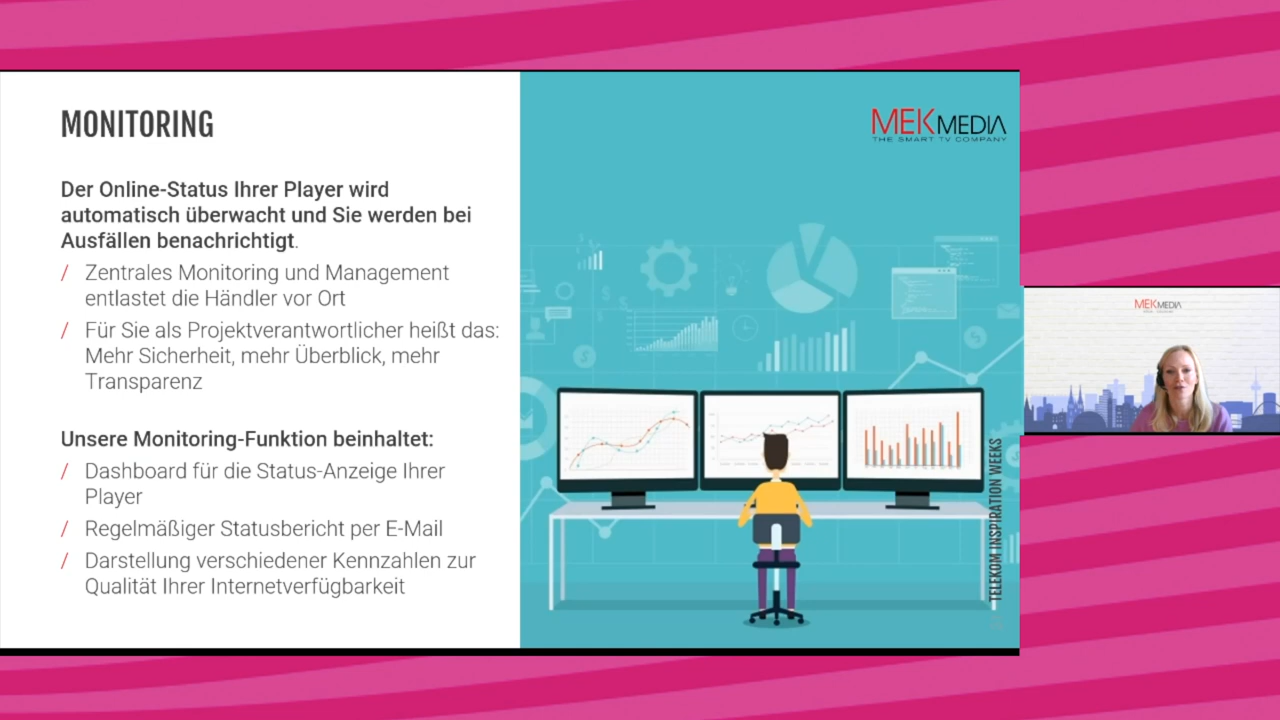 MONITORING
Der Online-Status Ihrer Player wird
automatisch überwacht und Sie werden bei
Ausfällen benachrichtigt.
/ Zentrales Monitoring und Management
entlastet die Händler vor Ort
/ Für Sie als Projektverantwortlicher heißt das:
Mehr Sicherheit, mehr Überblick, mehr
Transparenz
Unsere Monitoring-Funktion beinhaltet:
/ Dashboard für die Status-Anzeige Ihrer
Player
/ Regelmäßiger Statusbericht per E-Mail
/ Darstellung verschiedener Kennzahlen zur
Qualität Ihrer Internetverfügbarkeit
MEKMEDIA
THE SMART TV COMPANY
TELEKOM INSPIRATION WEEKS
MEKMEDIA